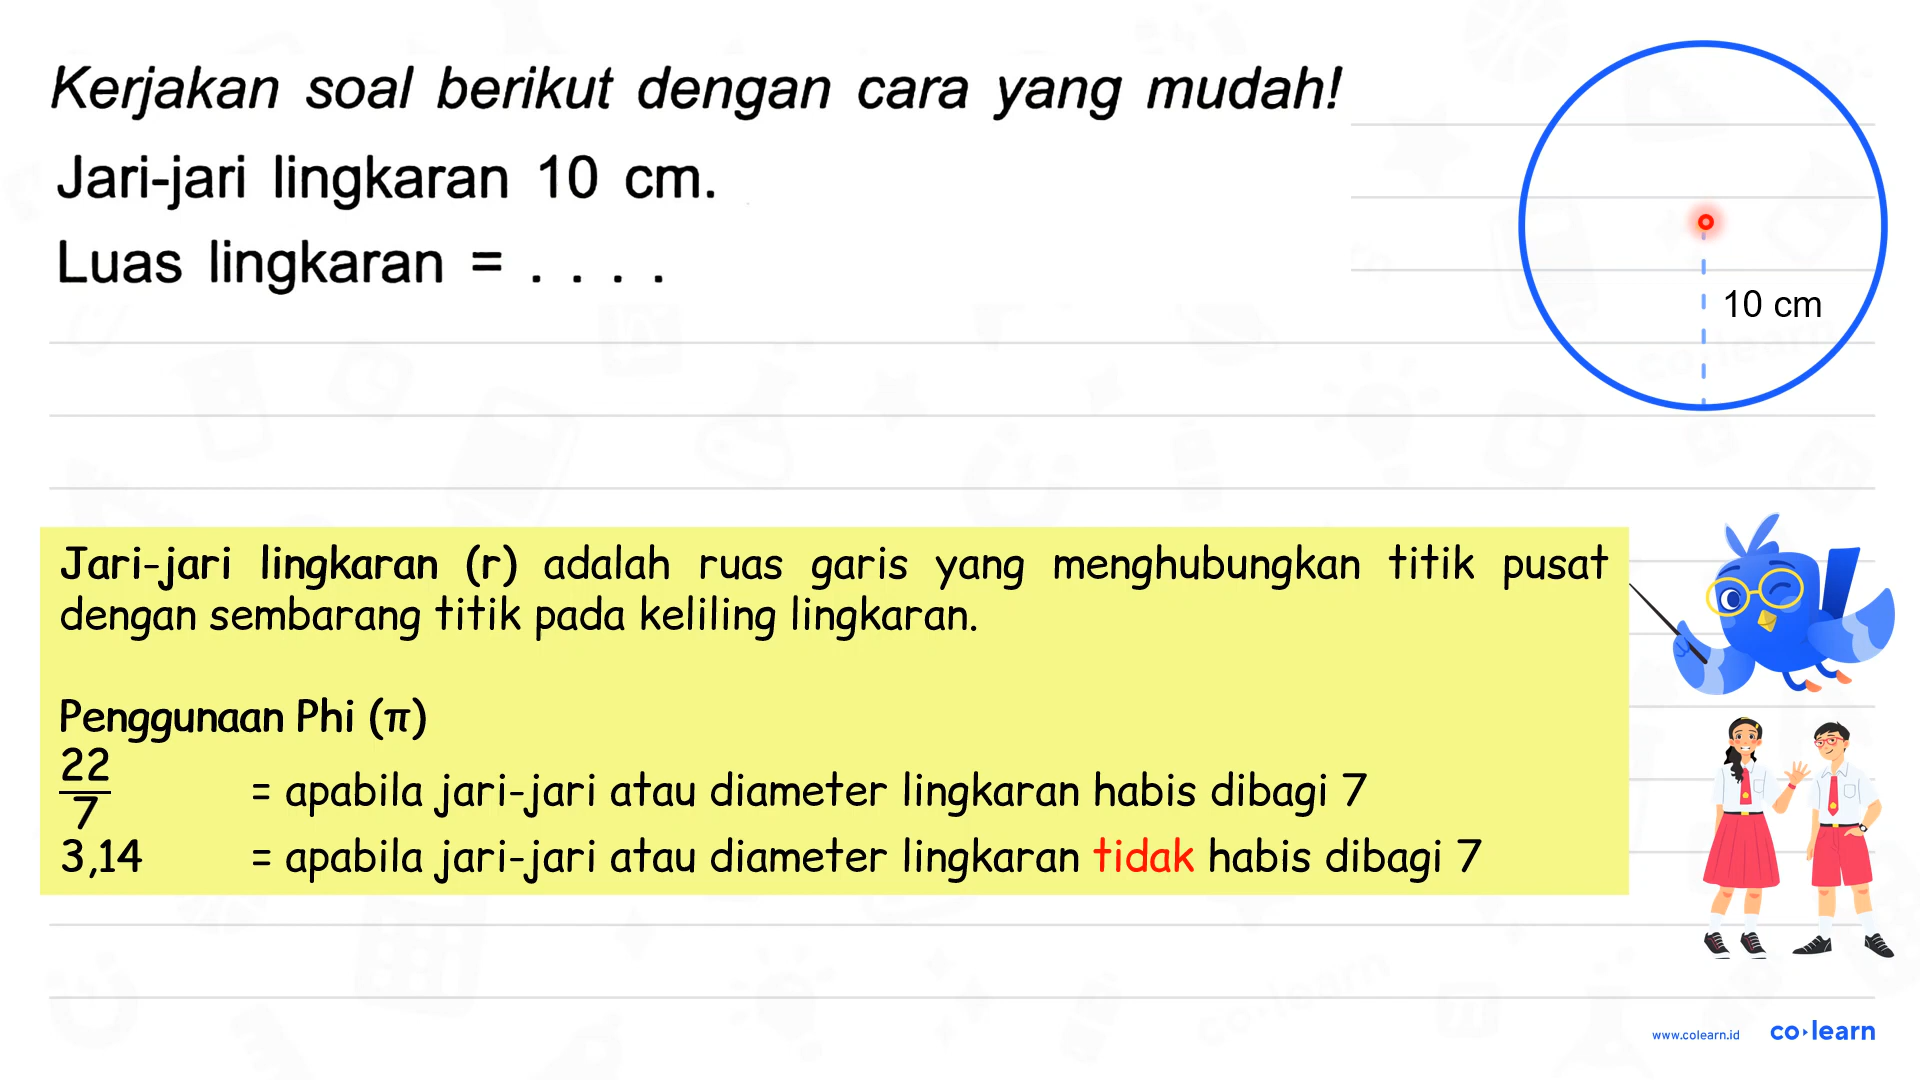 Kerjakan soal berikut dengan cara yang mudah!
Jari-jari lingkaran 10 cm.
Luas lingkaran = . . . .
10 cm
Jari-jari lingkaran (r) adalah ruas garis yang menghubungkan titik pusat
dengan sembarang titik pada keliling lingkaran.
Penggunaan Phi (π)
22
7
= apabila jari-jari atau diameter lingkaran habis dibagi 7
3,14 = apabila jari-jari atau diameter lingkaran tidak habis dibagi 7
www.colearn.id
co learn